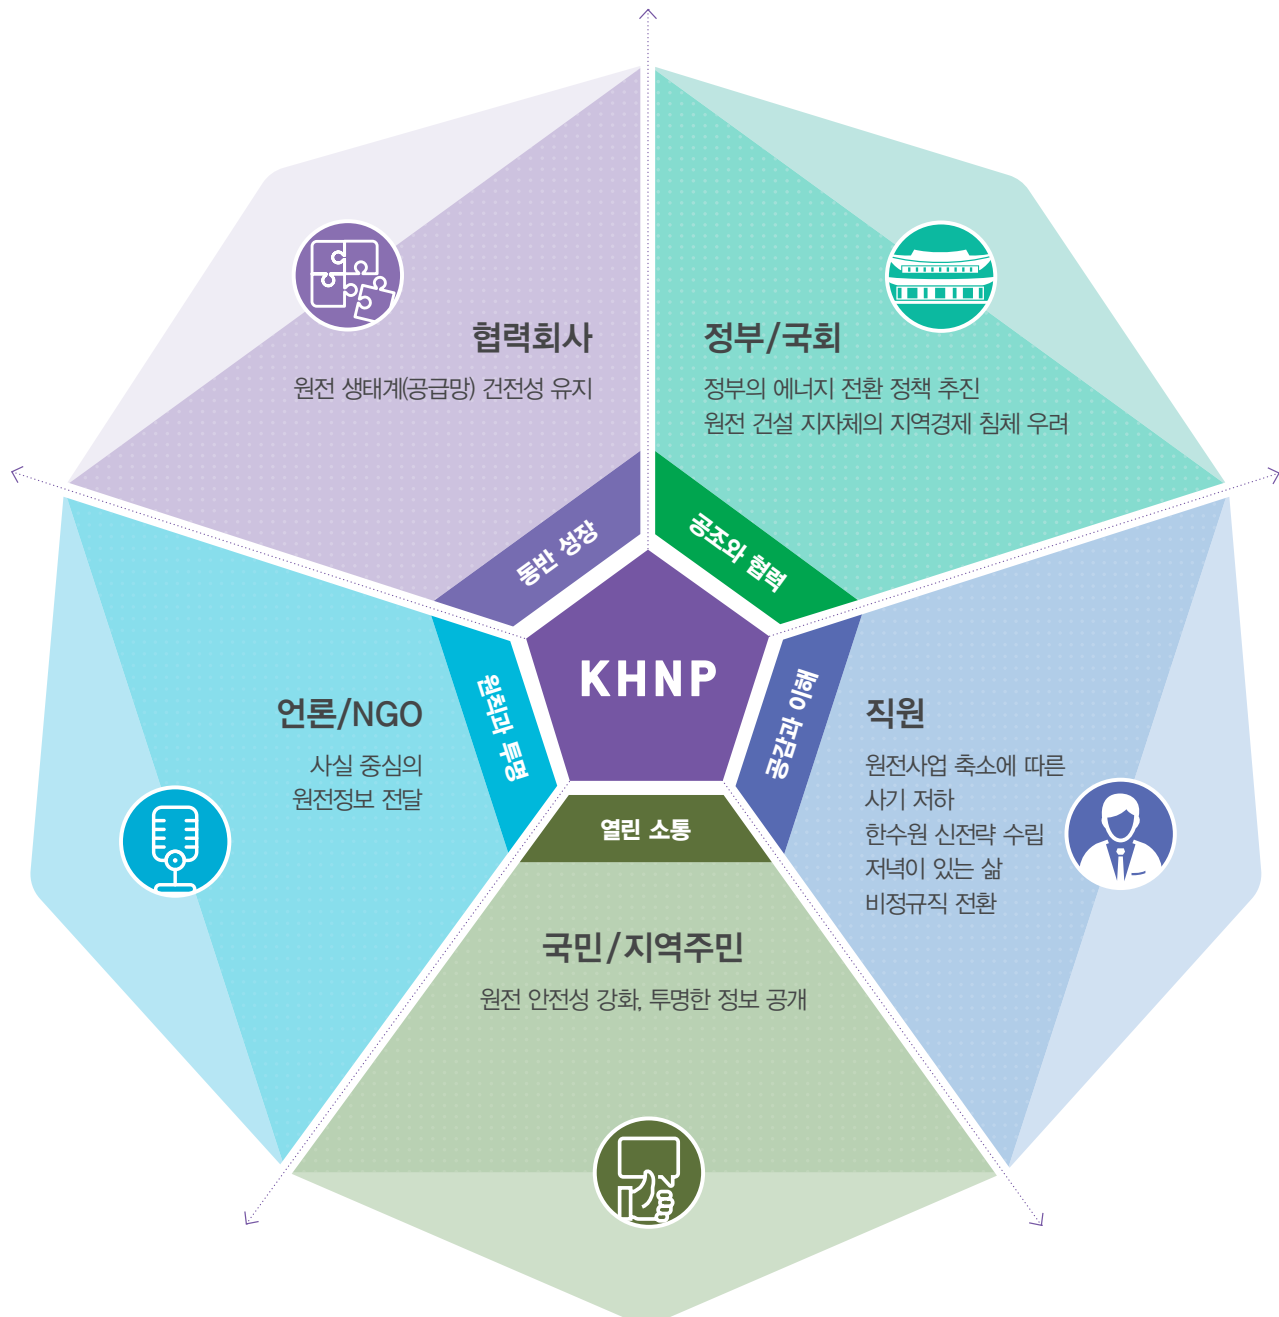 협력회사
원전 생태계(공급망) 건전성 유지
정부/국회
정부의 에너지 전환 정책 추진
원전 건설 지자체의 지역경제 침체 우려
동반 성장
공조와 협력
KHNP
언론/NGO
사실 중심의
원전정보 전달
원칙과 투명
공감과 이해
직원
원전사업 축소에 따른
사기 저하
한수원 신전략 수립
저녁이 있는 삶
비정규직 전환
열린 소통
국민/지역주민
원전 안전성 강화, 투명한 정보 공개